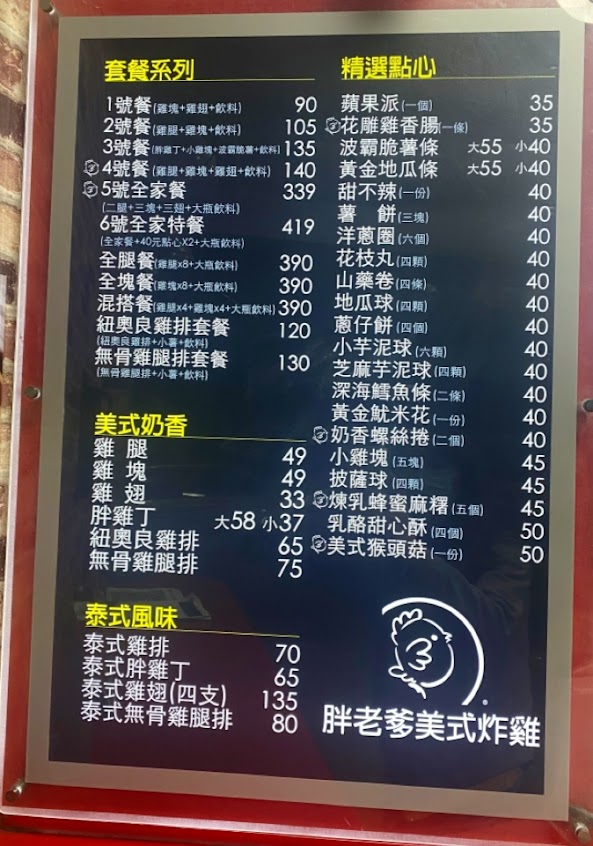 套餐系列
1號餐(雞塊+雞翅+飲料) 90
2號餐(雞腿+雞塊+飲料) 105
3號餐(胖雞丁+小雞塊+波霸脆薯+飲料) 135
4號餐(雞腿+雞塊+雞翅+飲料) 140
5號全家餐 339
(二腿+三塊+三翅+大瓶飲料)
6號全家特餐 419
(全家餐+40元點心X2+大瓶飲料)
全腿餐(雞腿x8+大瓶飲料) 390
全塊餐(雞塊x8+大瓶飲料) 390
混搭餐(雞腿x4+雞塊x4+大瓶飲料) 390
紐奧良雞排套餐 120
(紐奧良雞排+小薯+飲料)
無骨雞腿排套餐 130
(無骨雞腿排+小薯+飲料)
美式奶香
雞 腿 49
雞 塊 49
雞 翅 33
胖雞丁 大58 小37
紐奧良雞排 65
無骨雞腿排 75
泰式風味
泰式雞排 70
泰式胖雞丁 65
泰式雞翅(四支) 135
泰式無骨雞腿排 80
精選點心
蘋果派(一個) 35
花雕雞香腸(一條) 35
波霸脆薯條 大55 小40
黃金地瓜條 大55 小40
甜不辣(一份) 40
薯 餅(三塊) 40
洋蔥圈(六個) 40
花枝丸(四顆) 40
山藥卷(四條) 40
地瓜球(四顆) 40
蔥仔餅(四個) 40
小芋泥球(六顆) 40
芝麻芋泥球(四顆) 40
深海鱈魚條(二條) 40
黃金魷米花(一份) 40
奶香螺絲捲(二個) 40
小雞塊(五塊) 45
披薩球(四顆) 45
煉乳蜂蜜麻糬(五個) 45
乳酪甜心酥(四個) 50
美式猴頭菇(一份) 50
胖老爹美式炸雞